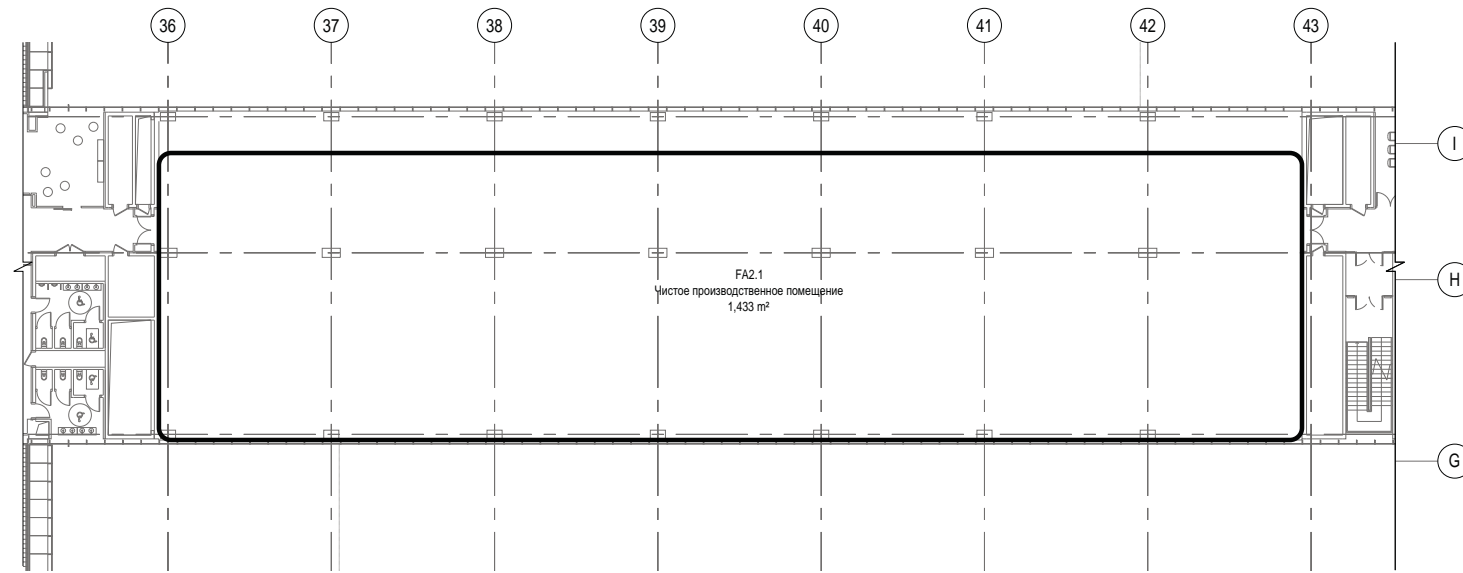 36
37
38
39
40
41
42
43
I
H
FA2.1
Чистое производственное помещение
1,433 m²
G